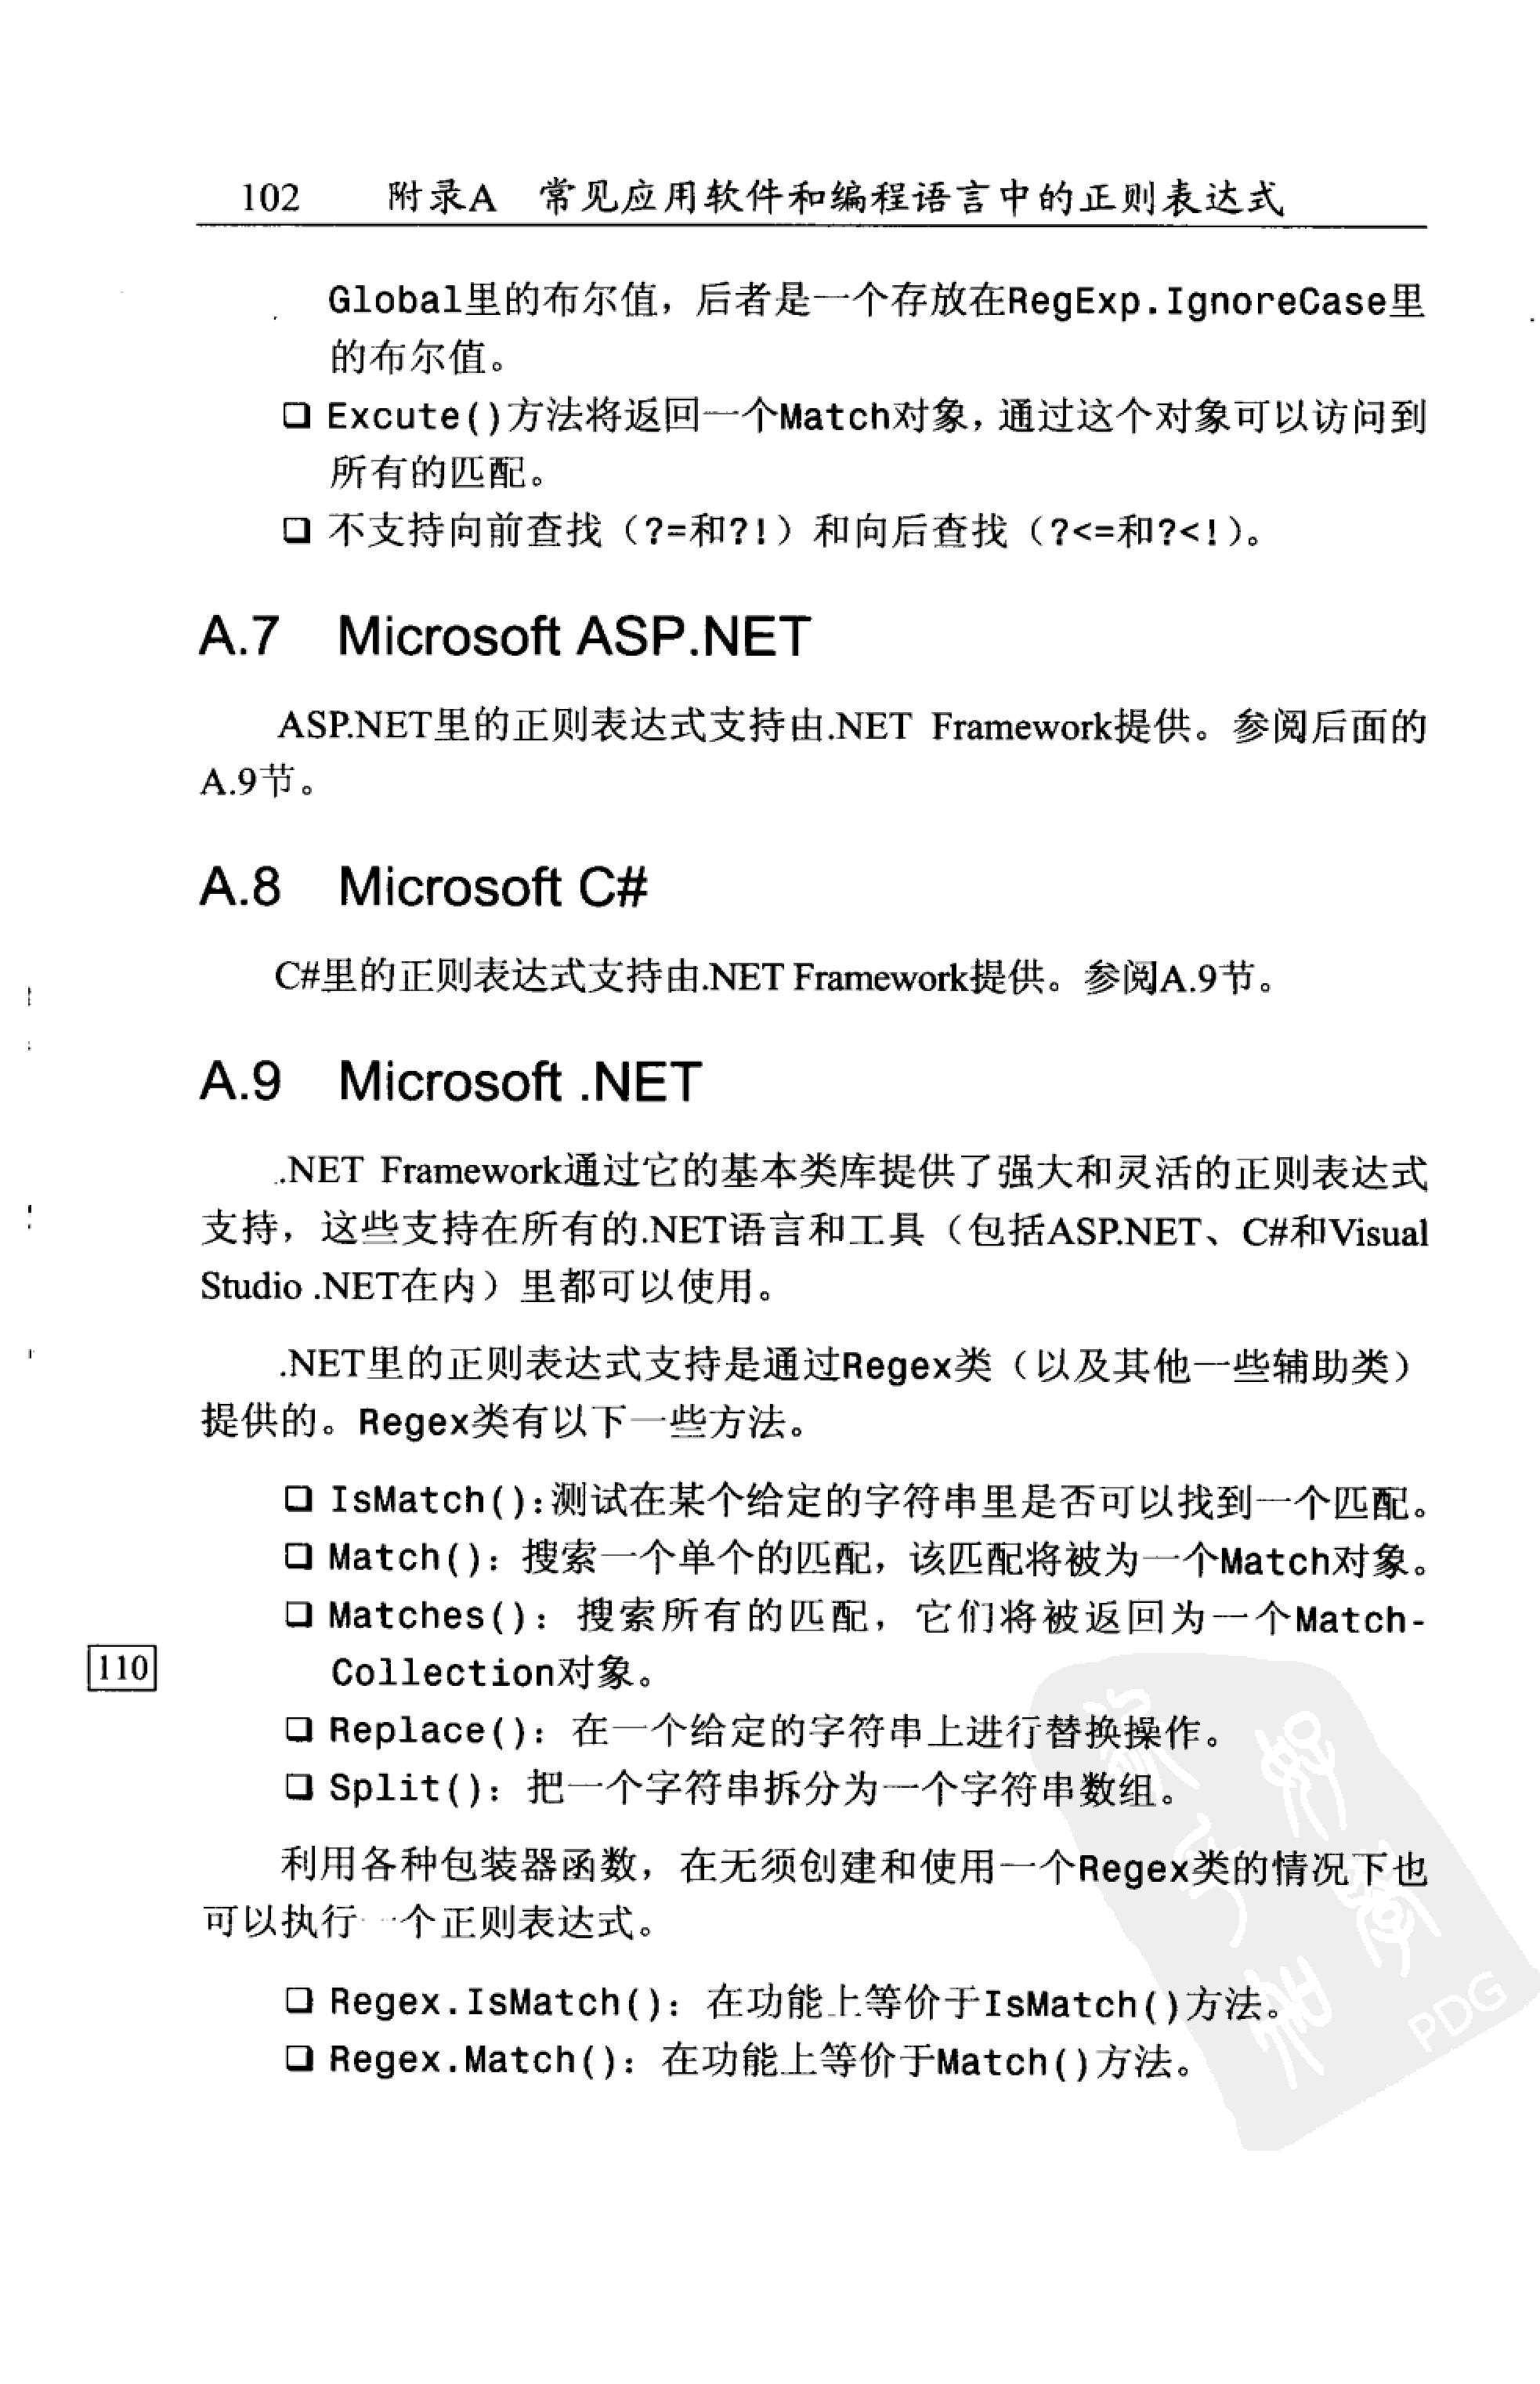 102 附录A 常见应用软件和编程语言中的正则表达式
Global里的布尔值，后者是一个存放在RegExp.IgnoreCase里
的布尔值。
❑ Excute()方法将返回一个Match对象，通过这个对象可以访问到
所有的匹配。
❑ 不支持向前查找（?=和?!）和向后查找（?<=和?<!）。
A.7 Microsoft ASP.NET
ASP.NET里的正则表达式支持由.NET Framework提供。参阅后面的
A.9节。
A.8 Microsoft C#
C#里的正则表达式支持由.NET Framework提供。参阅A.9节。
A.9 Microsoft .NET
.NET Framework通过它的基本类库提供了强大和灵活的正则表达式
支持，这些支持在所有的.NET语言和工具（包括ASP.NET、C#和Visual
Studio .NET在内）里都可以使用。
.NET里的正则表达式支持是通过Regex类（以及其他一些辅助类）
提供的。Regex类有以下一些方法。
❑ IsMatch()：测试在某个给定的字符串里是否可以找到一个匹配。
❑ Match()：搜索一个单个的匹配，该匹配将被为一个Match对象。
❑ Matches()：搜索所有的匹配，它们将被返回为一个Match-
110
Collection对象。
❑ Replace()：在一个给定的字符串上进行替换操作。
❑ Split()：把一个字符串拆分为一个字符串数组。
利用各种包装器函数，在无须创建和使用一个Regex类的情况下也
可以执行一个正则表达式。
❑ Regex.IsMatch()：在功能上等价于IsMatch()方法。
❑ Regex.Match()：在功能上等价于Match()方法。
PDG